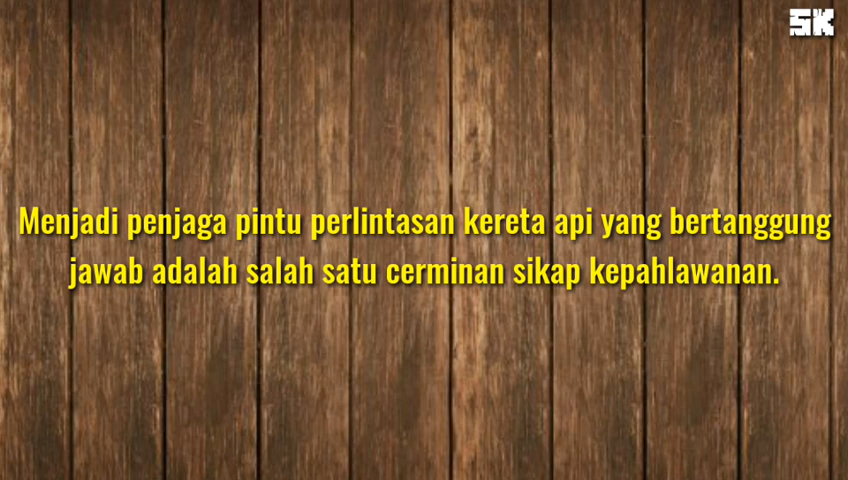 SK
Menjadi penjaga pintu perlintasan kereta api yang bertanggung
jawab adalah salah satu cerminan sikap kepahlawanan.